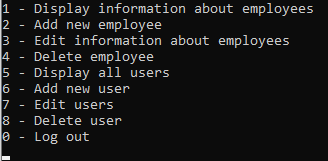 1 - Display information about employees
2 - Add new employee
3 - Edit information about employees
4 - Delete employee
5 - Display all users
6 - Add new user
7 - Edit users
8 - Delete user
0 - Log out